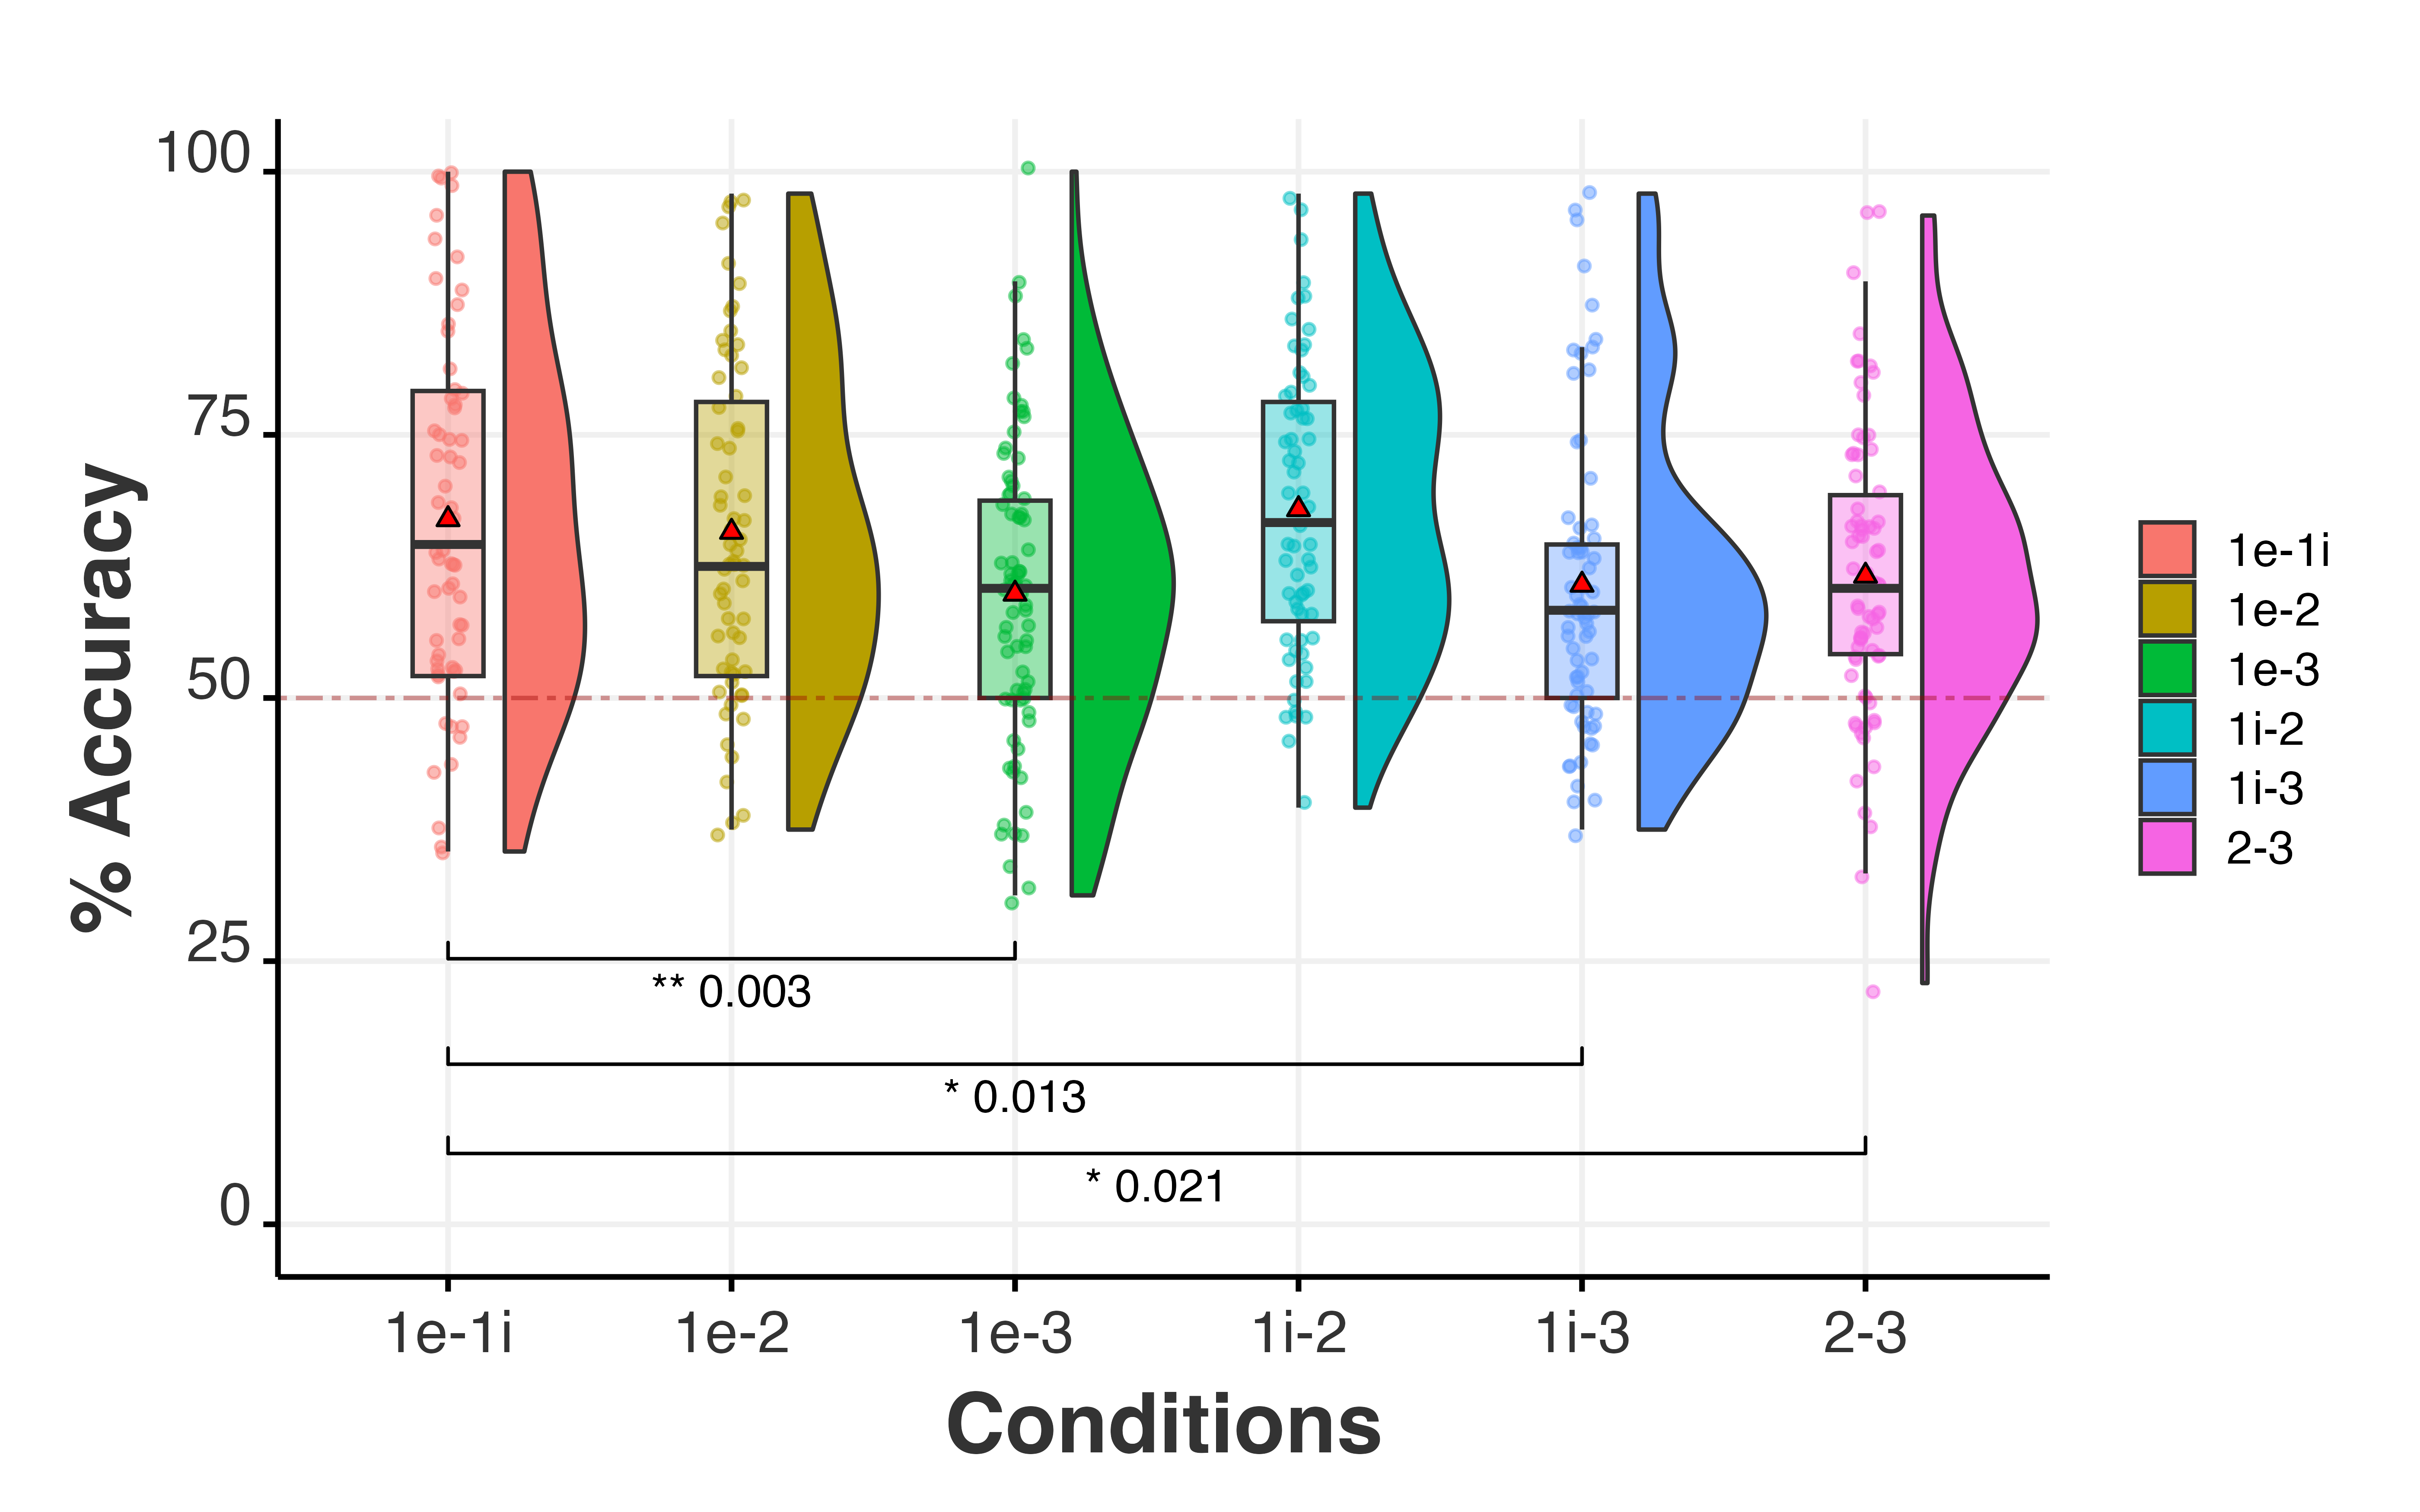 % Accuracy
100
75
50
25
0
** 0.003
* 0.013
* 0.021
1e-1i
1e-2
1e-3
1i-2
1i-3
2-3
Conditions
1e-1i
1e-2
1e-3
1i-2
1i-3
2-3